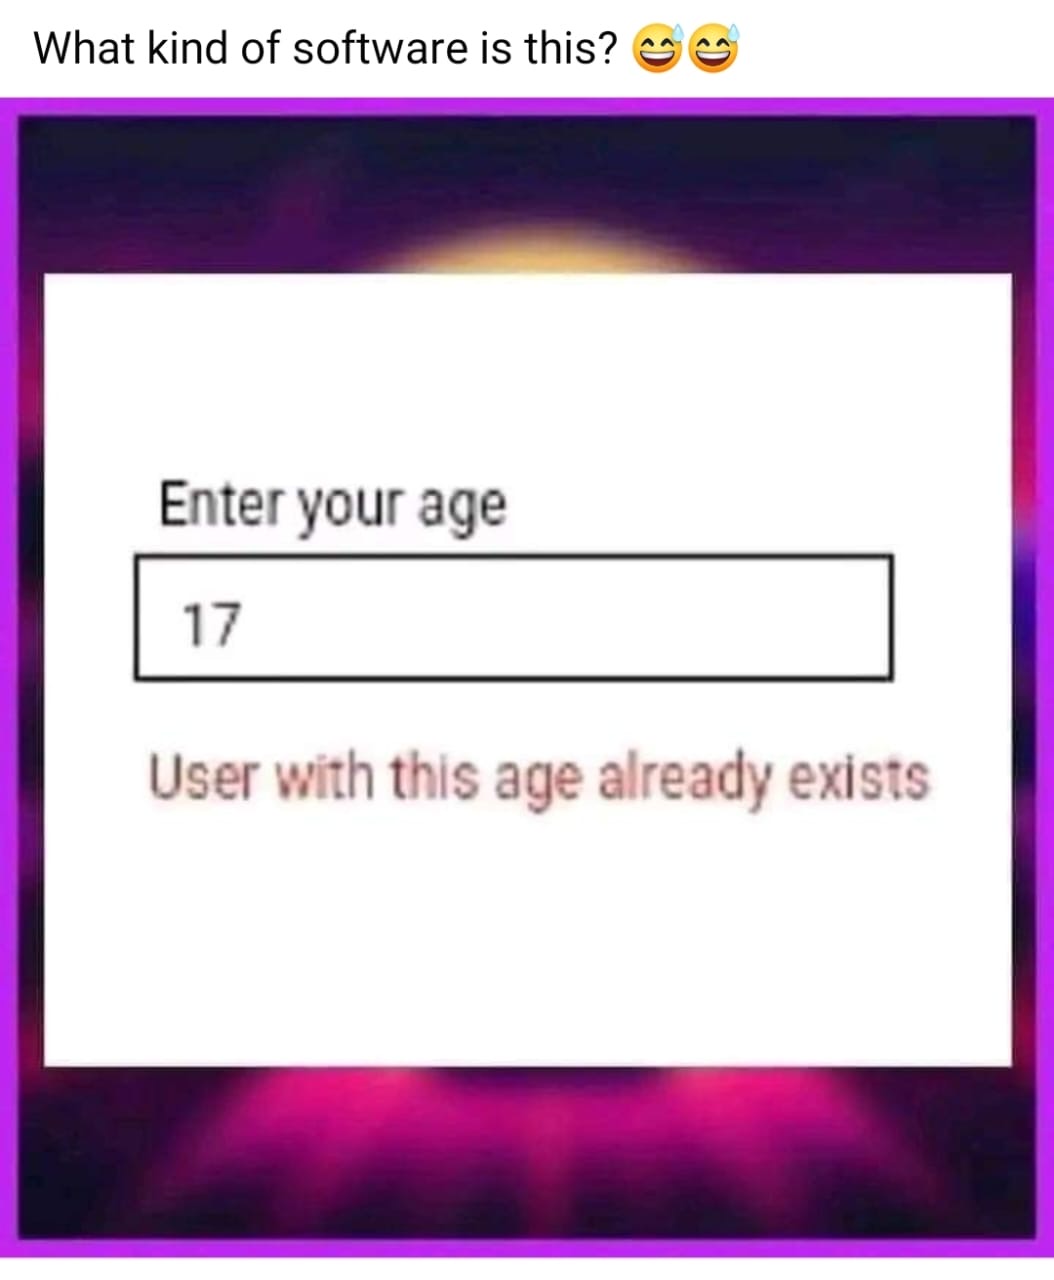 What kind of software is this? 😅😅
Enter your age
17
User with this age already exists